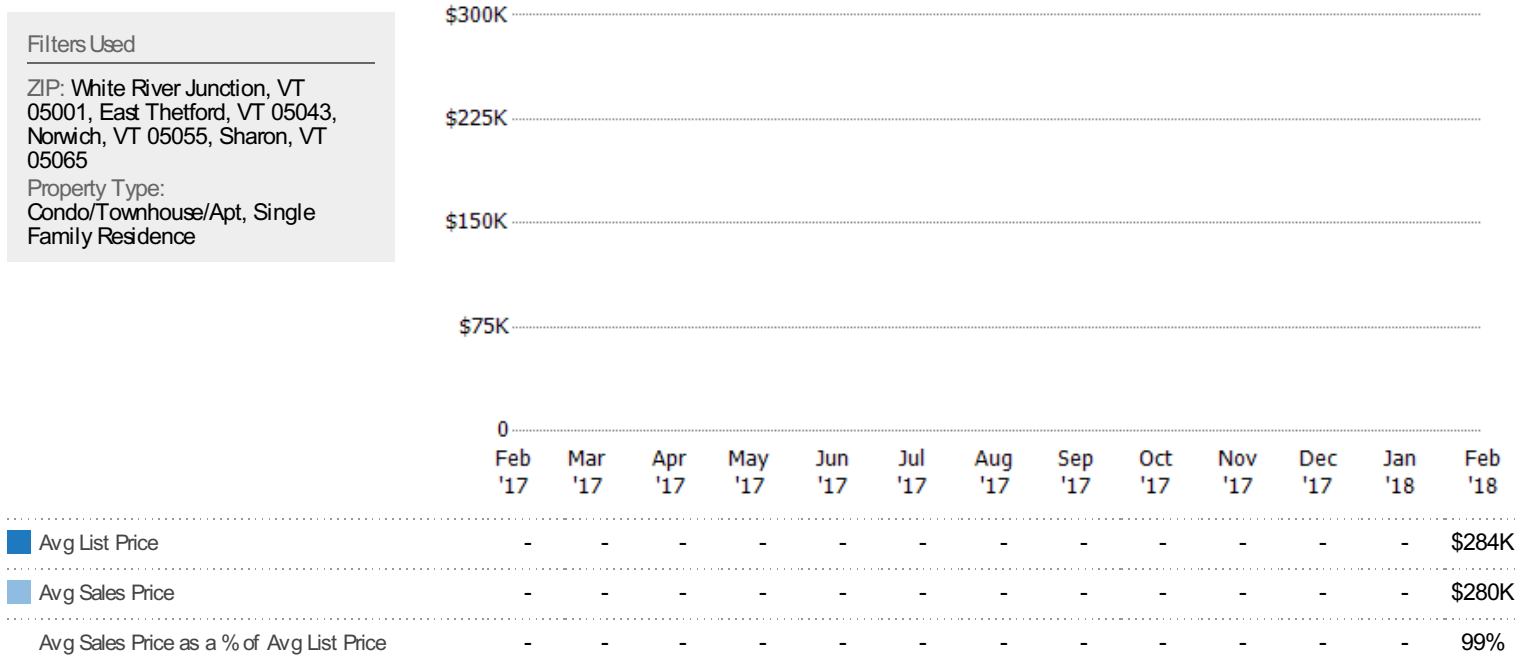 Filters Used
ZIP: White River Junction, VT
05001, East Thetford, VT 05043,
Norwich, VT 05055, Sharon, VT
05065
Property Type:
Condo/Townhouse/Apt, Single
Family Residence
$300K
$225K
$150K
$75K
0
Feb Mar Apr May Jun Jul Aug Sep Oct Nov Dec Jan Feb
'17 '17 '17 '17 '17 '17 '17 '17 '17 '17 '17 '18 '18
Avg List Price - - - - - - - - - - - - $284K
Avg Sales Price - - - - - - - - - - - - $280K
Avg Sales Price as a % of Avg List Price - - - - - - - - - - - - 99%